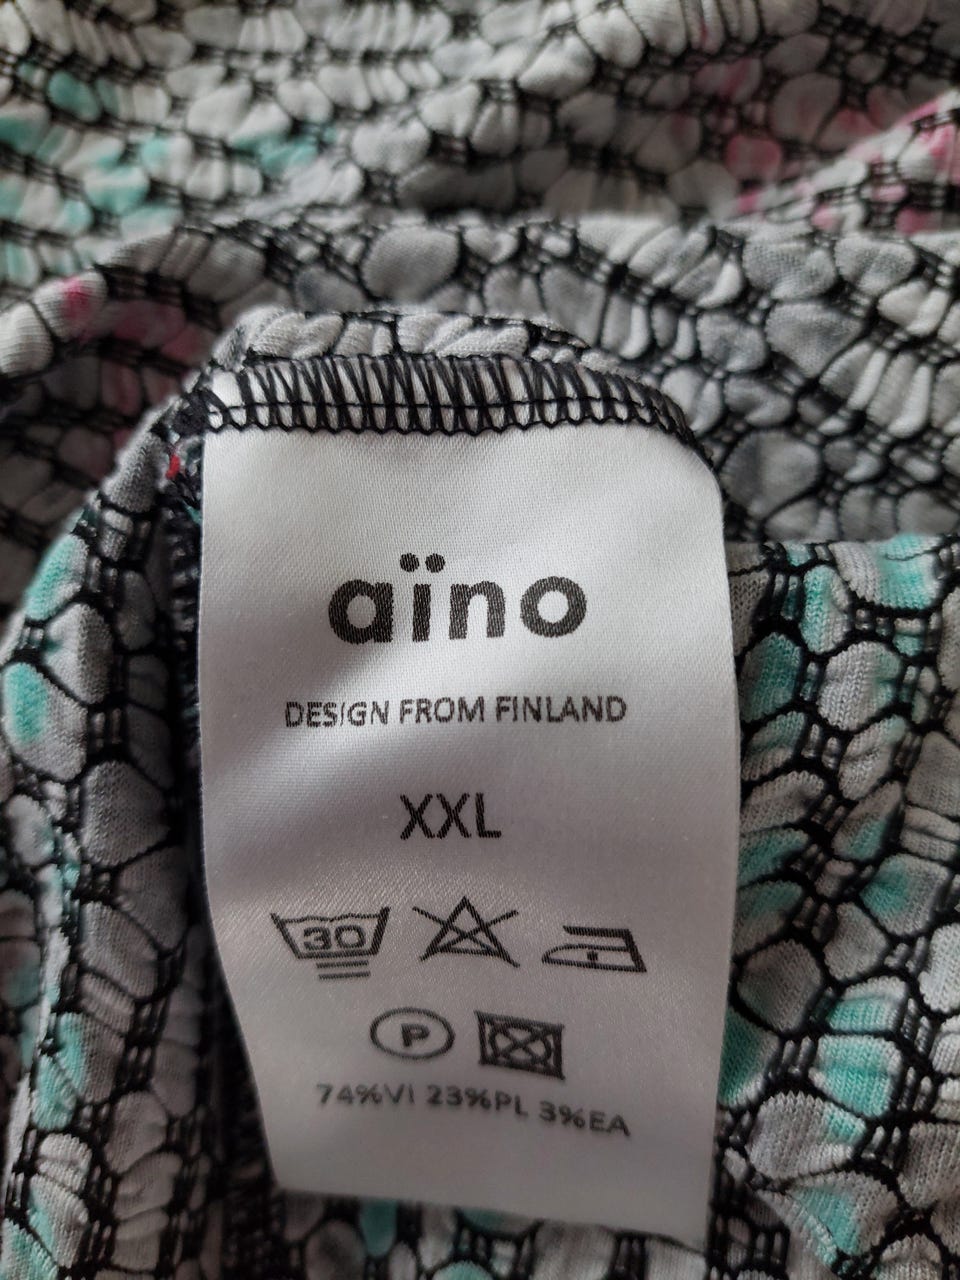 aïno
DESIGN FROM FINLAND
XXL
30
P
74%VI 23%PL 3%EA